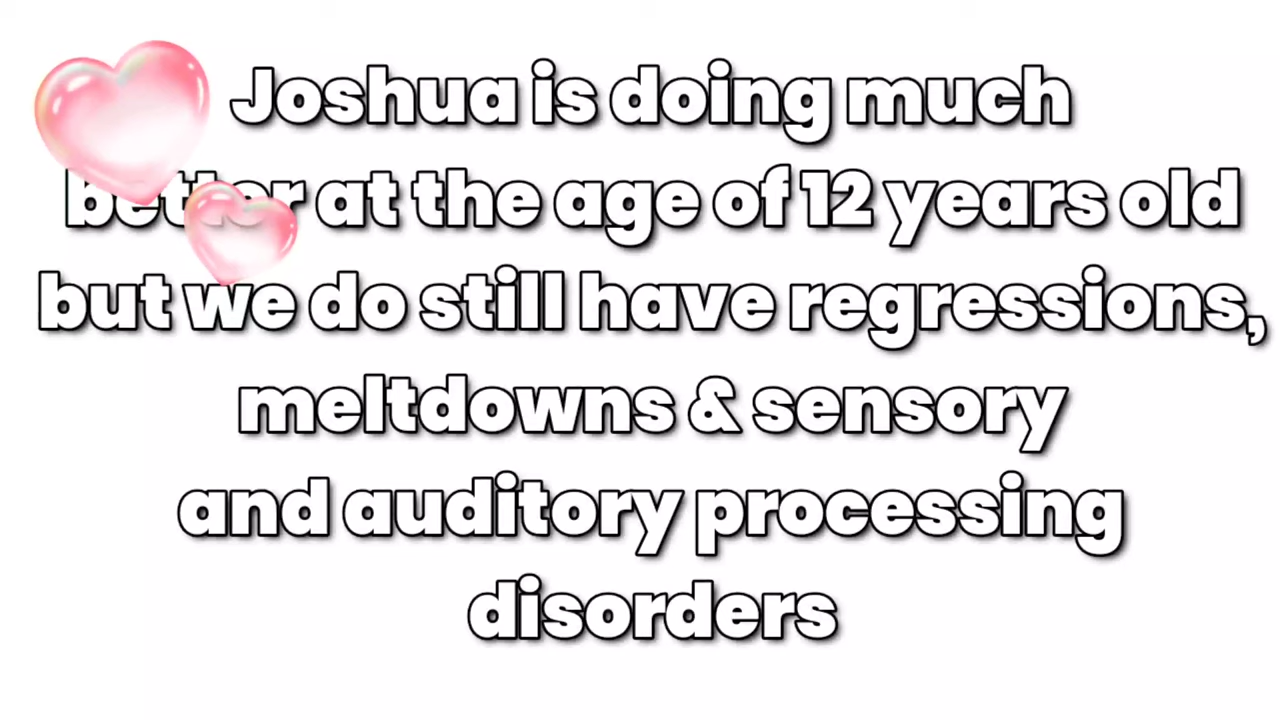 Joshua is doing much
better at the age of 12 years old
but we do still have regressions,
meltdowns & sensory
and auditory processing
disorders